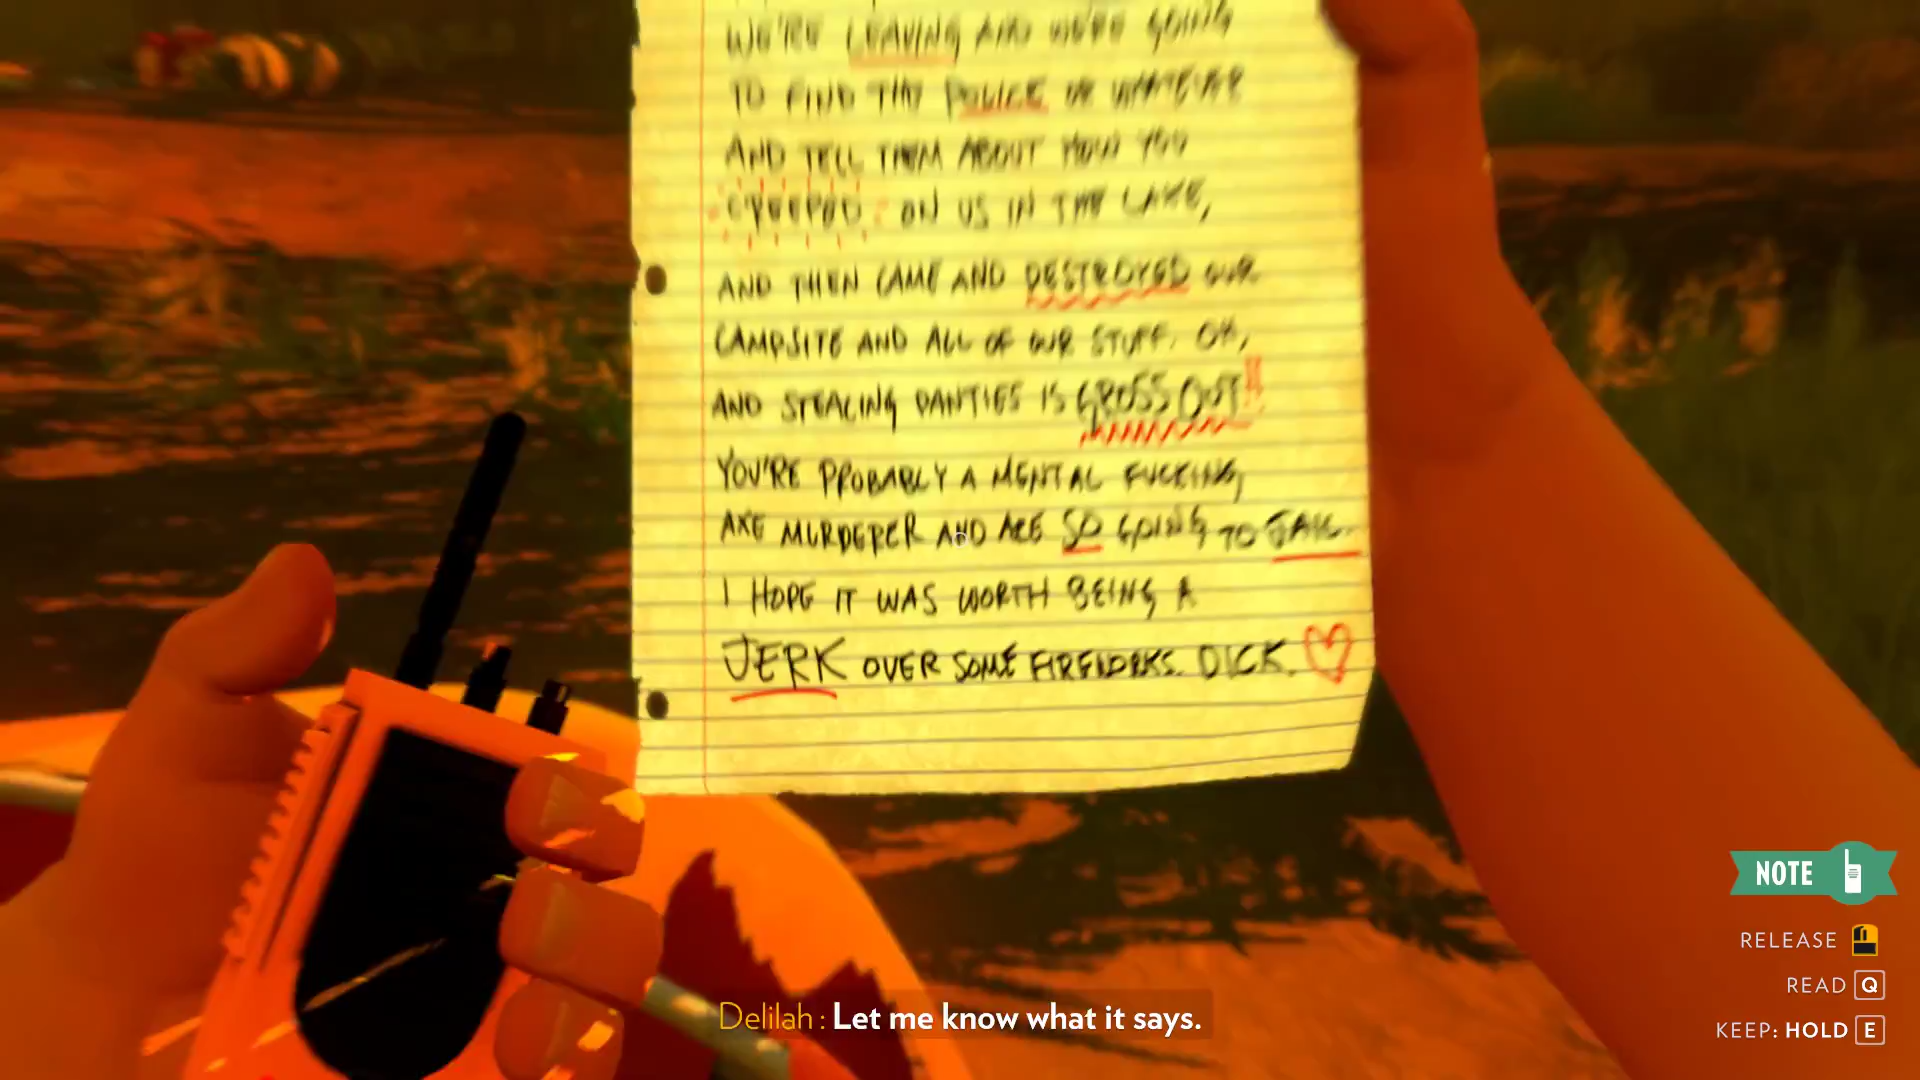 WE'RE LEAVING AND WE'RE GOING
TO FIND THE POLICE OR WHATEVER
AND TELL THEM ABOUT HOW YOU
CREEPED ON US IN THE LAKE,
AND THEN CAME AND DESTROYED OUR
CAMPSITE AND ALL OF OUR STUFF. OH,
AND STEALING PANTIES IS GROSS OUT!!
YOU'RE PROBABLY A MENTAL FUCKING,
AXE MURDERER AND ARE SO GOING TO JAIL.
I HOPE IT WAS WORTH BEING A
JERK OVER SOME FIREWORKS. DICK.
NOTE
RELEASE
READ Q
KEEP: HOLD E
Delilah : Let me know what it says.